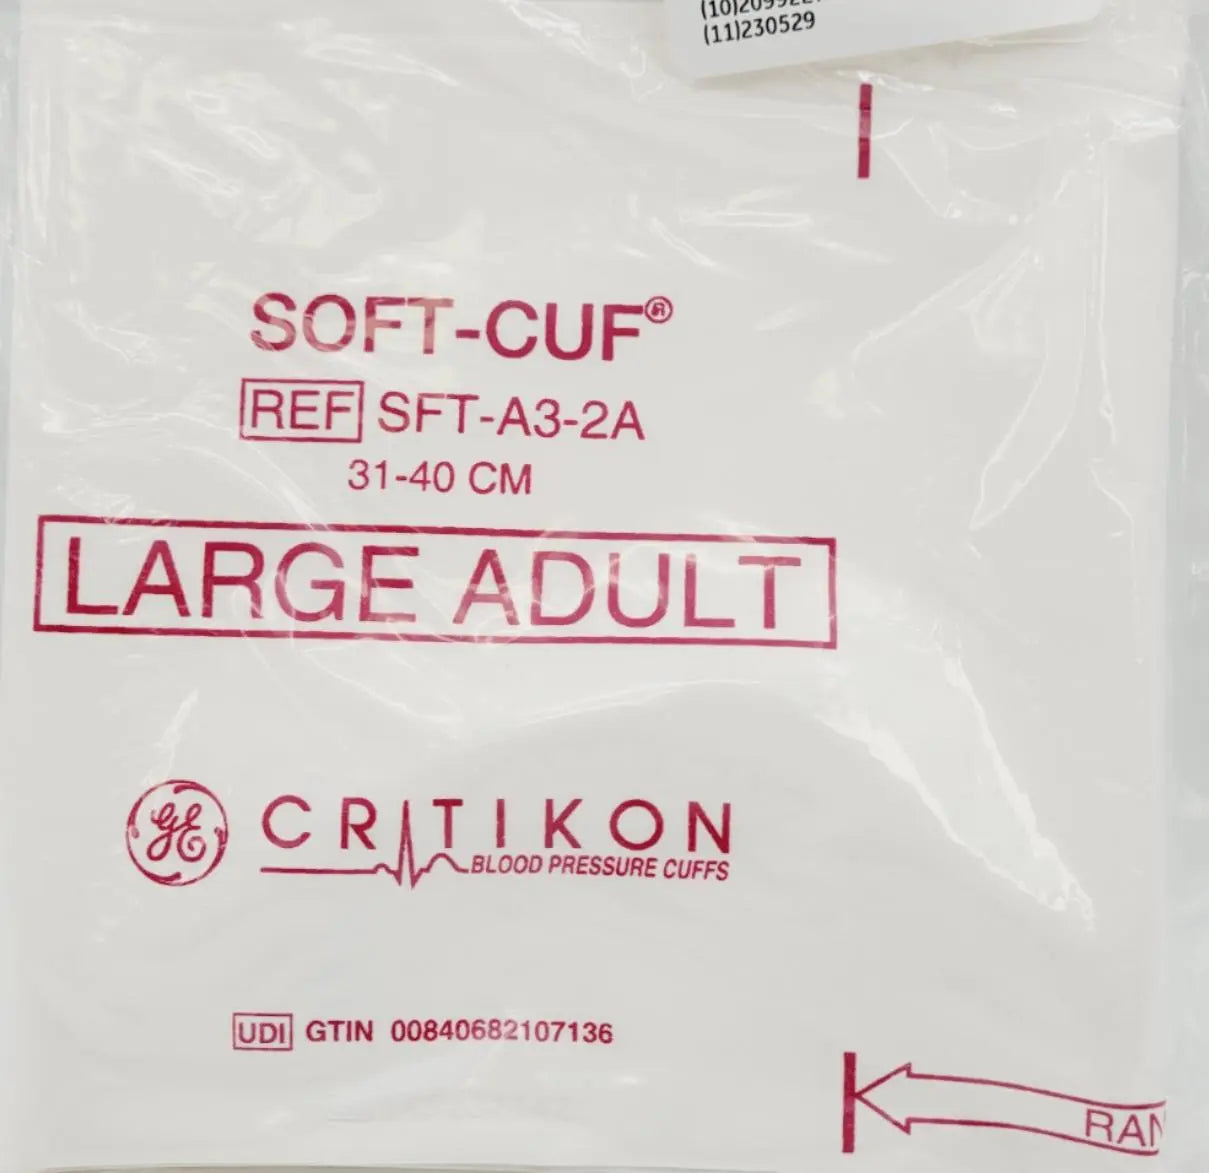 (11)230529
SOFT-CUF®
REF SFT-A3-2A
31-40 CM
LARGE ADULT
GE CRITIKON
BLOOD PRESSURE CUFFS
UDI GTIN 00840682107136